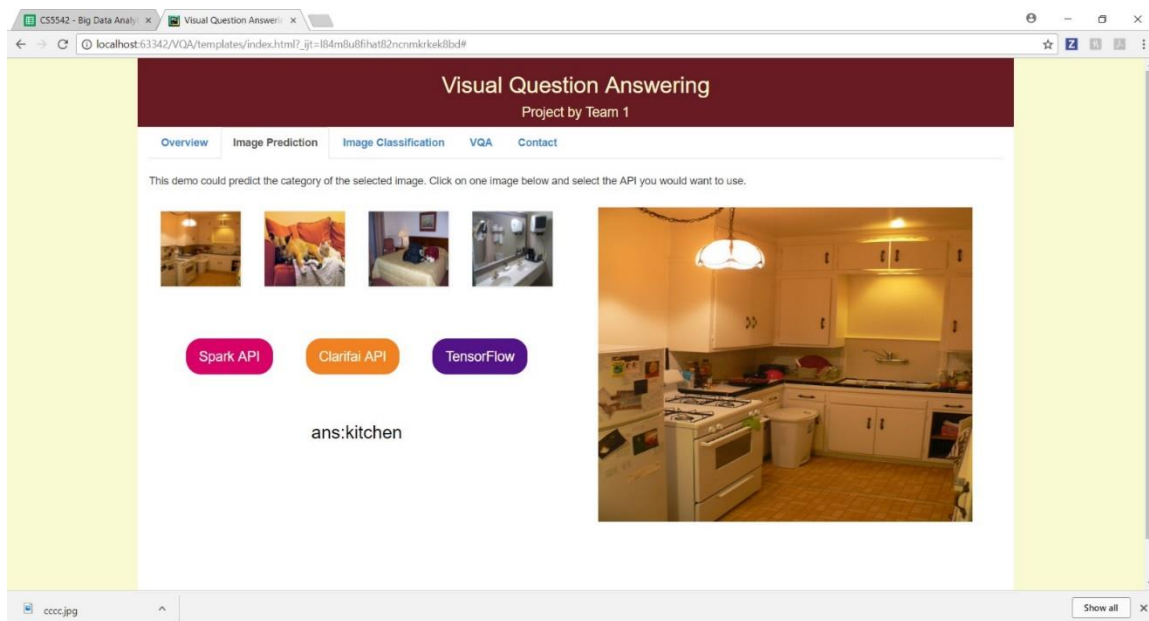 CS5542 - Big Data Analy
Visual Question Answeri
localhost:63342/VQA/templates/index.html?_ijt=l84m8u8fihat82ncnmkrkek8bd#
Visual Question Answering
Project by Team 1
Overview Image Prediction Image Classification VQA Contact
This demo could predict the category of the selected image. Click on one image below and select the API you would want to use.
Spark API Clarifai API TensorFlow
ans:kitchen
cccc.jpg Show all